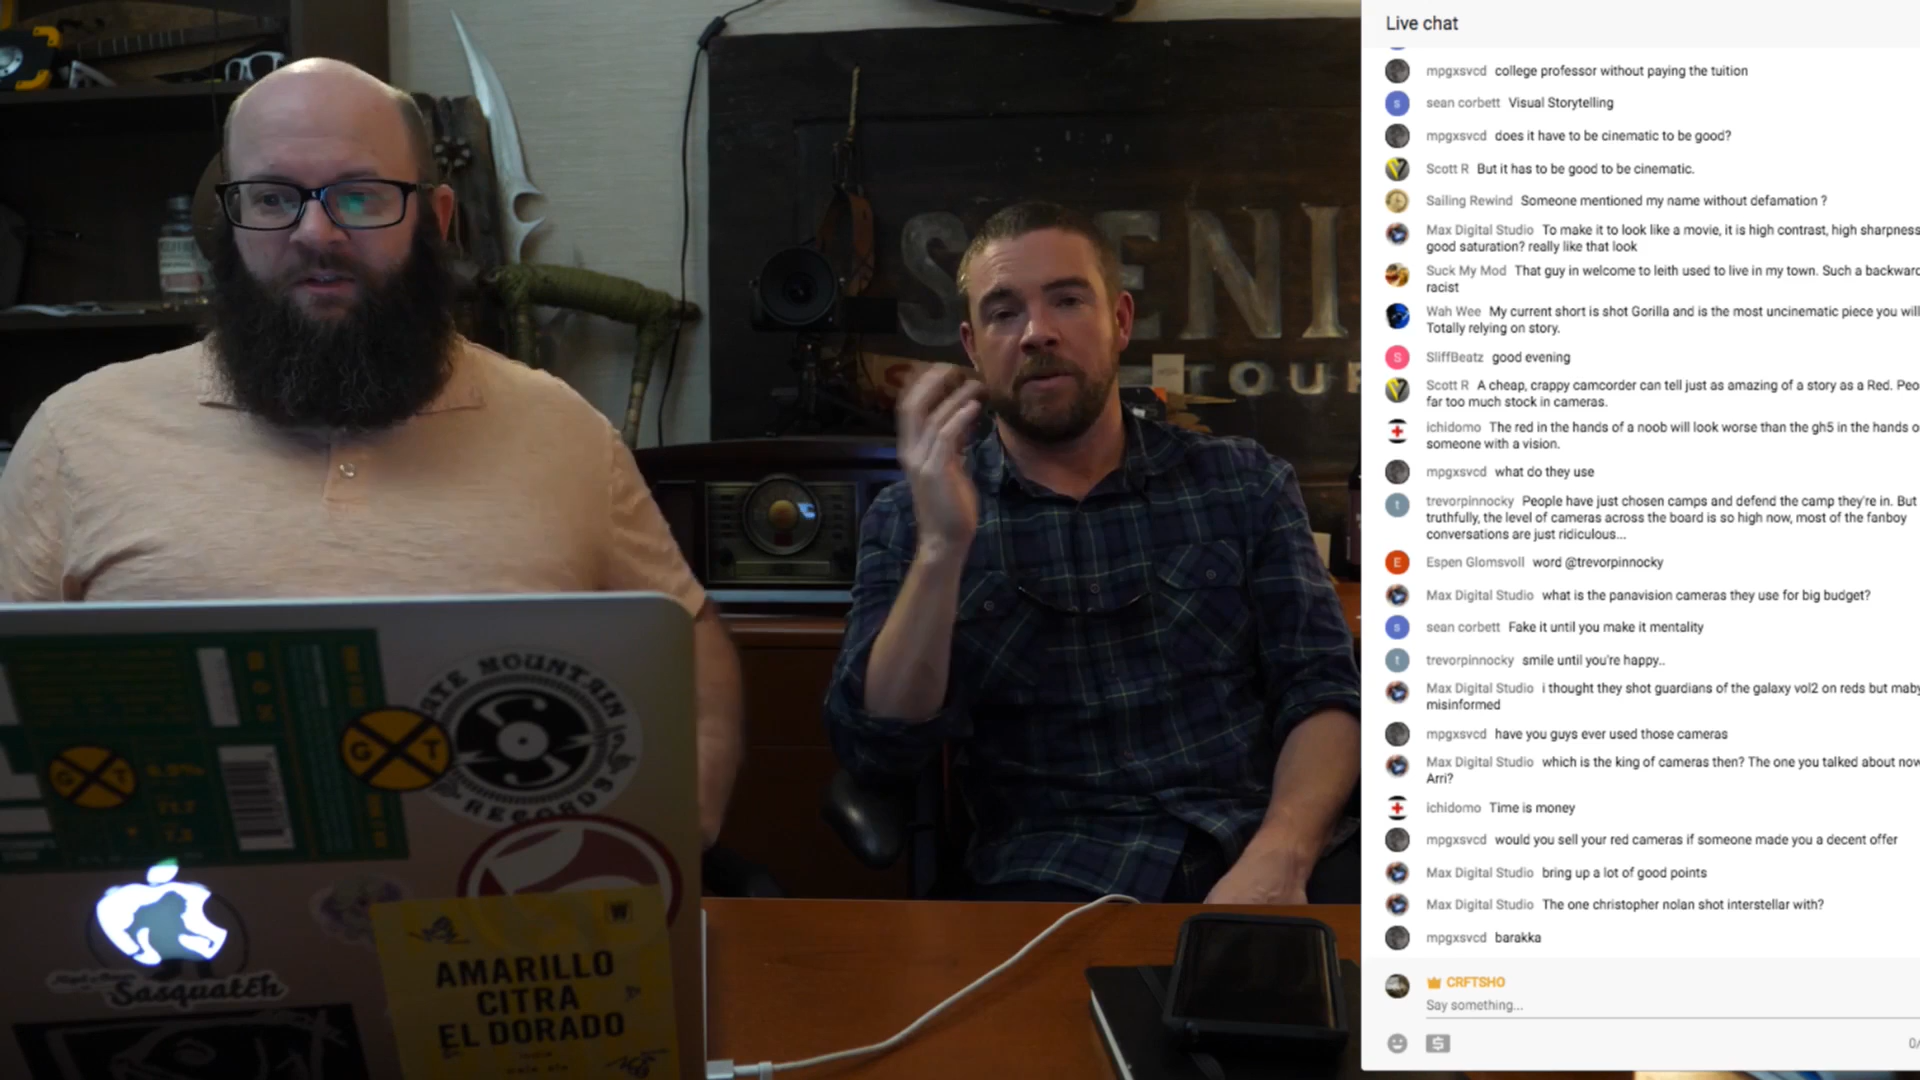 Live chat
mpgxsvcd college professor without paying the tuition
sean corbett Visual Storytelling
mpgxsvcd does it have to be cinematic to be good?
Scott R But it has to be good to be cinematic.
Sailing Rewind Someone mentioned my name without defamation ?
Max Digital Studio To make it to look like a movie, it is high contrast, high sharpness
good saturation? really like that look
Suck My Mod That guy in welcome to leith used to live in my town. Such a backward
racist
Wah Wee My current short is shot Gorilla and is the most uncinematic piece you will
Totally relying on story.
SliffBeatz good evening
Scott R A cheap, crappy camcorder can tell just as amazing of a story as a Red. Peo
far too much stock in cameras.
ichidomo The red in the hands of a noob will look worse than the gh5 in the hands o
someone with a vision.
mpgxsvcd what do they use
trevorpinnocky People have just chosen camps and defend the camp they're in. But
truthfully, the level of cameras across the board is so high now, most of the fanboy
conversations are just ridiculous...
Espen Glomsvoll word @trevorpinnocky
Max Digital Studio what is the panavision cameras they use for big budget?
sean corbett Fake it until you make it mentality
trevorpinnocky smile until you're happy..
Max Digital Studio i thought they shot guardians of the galaxy vol2 on reds but maby
misinformed
mpgxsvcd have you guys ever used those cameras
Max Digital Studio which is the king of cameras then? The one you talked about now
Arri?
ichidomo Time is money
mpgxsvcd would you sell your red cameras if someone made you a decent offer
Max Digital Studio bring up a lot of good points
Max Digital Studio The one christopher nolan shot interstellar with?
mpgxsvcd barakka
CRFTSHO
Say something...
0/
SENI
TOUR
MOUNTAIN
RECORDS
G T
G T
Sasquatch
W
AMARILLO
CITRA
EL DORADO